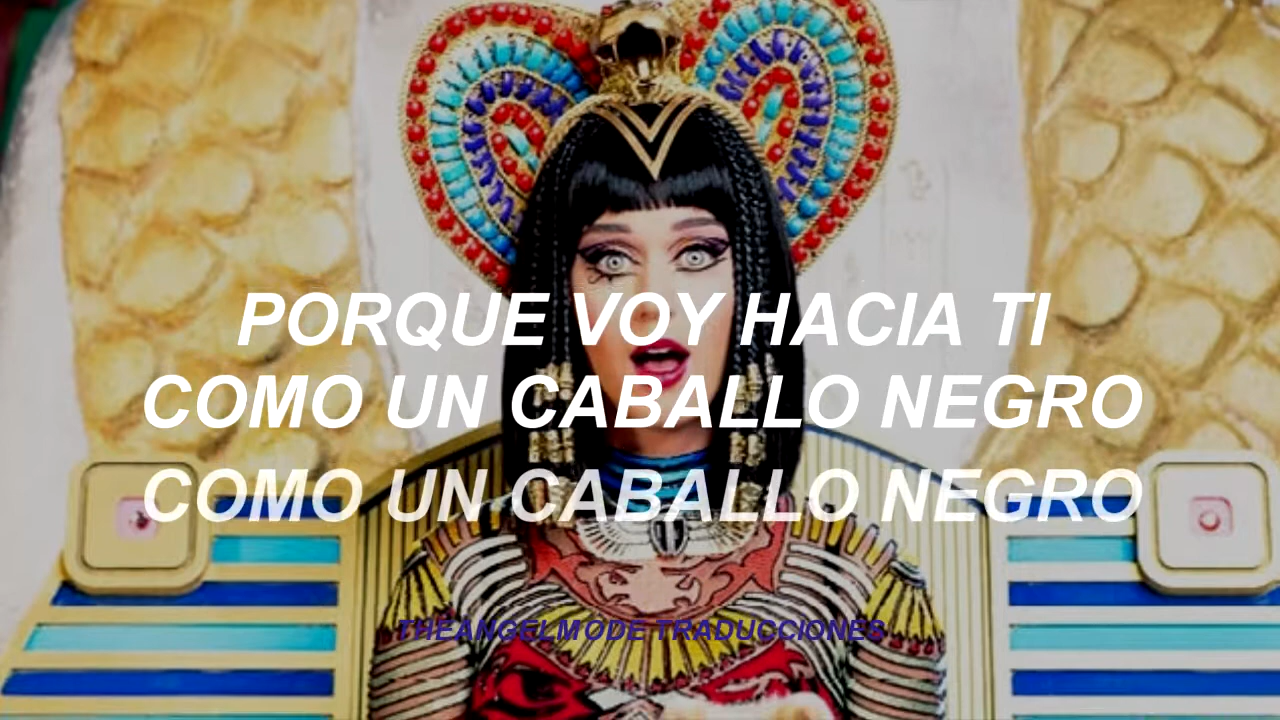 PORQUE VOY HACIA TI
COMO UN CABALLO NEGRO
COMO UN CABALLO NEGRO
THEANGELMODE TRADUCCIONES